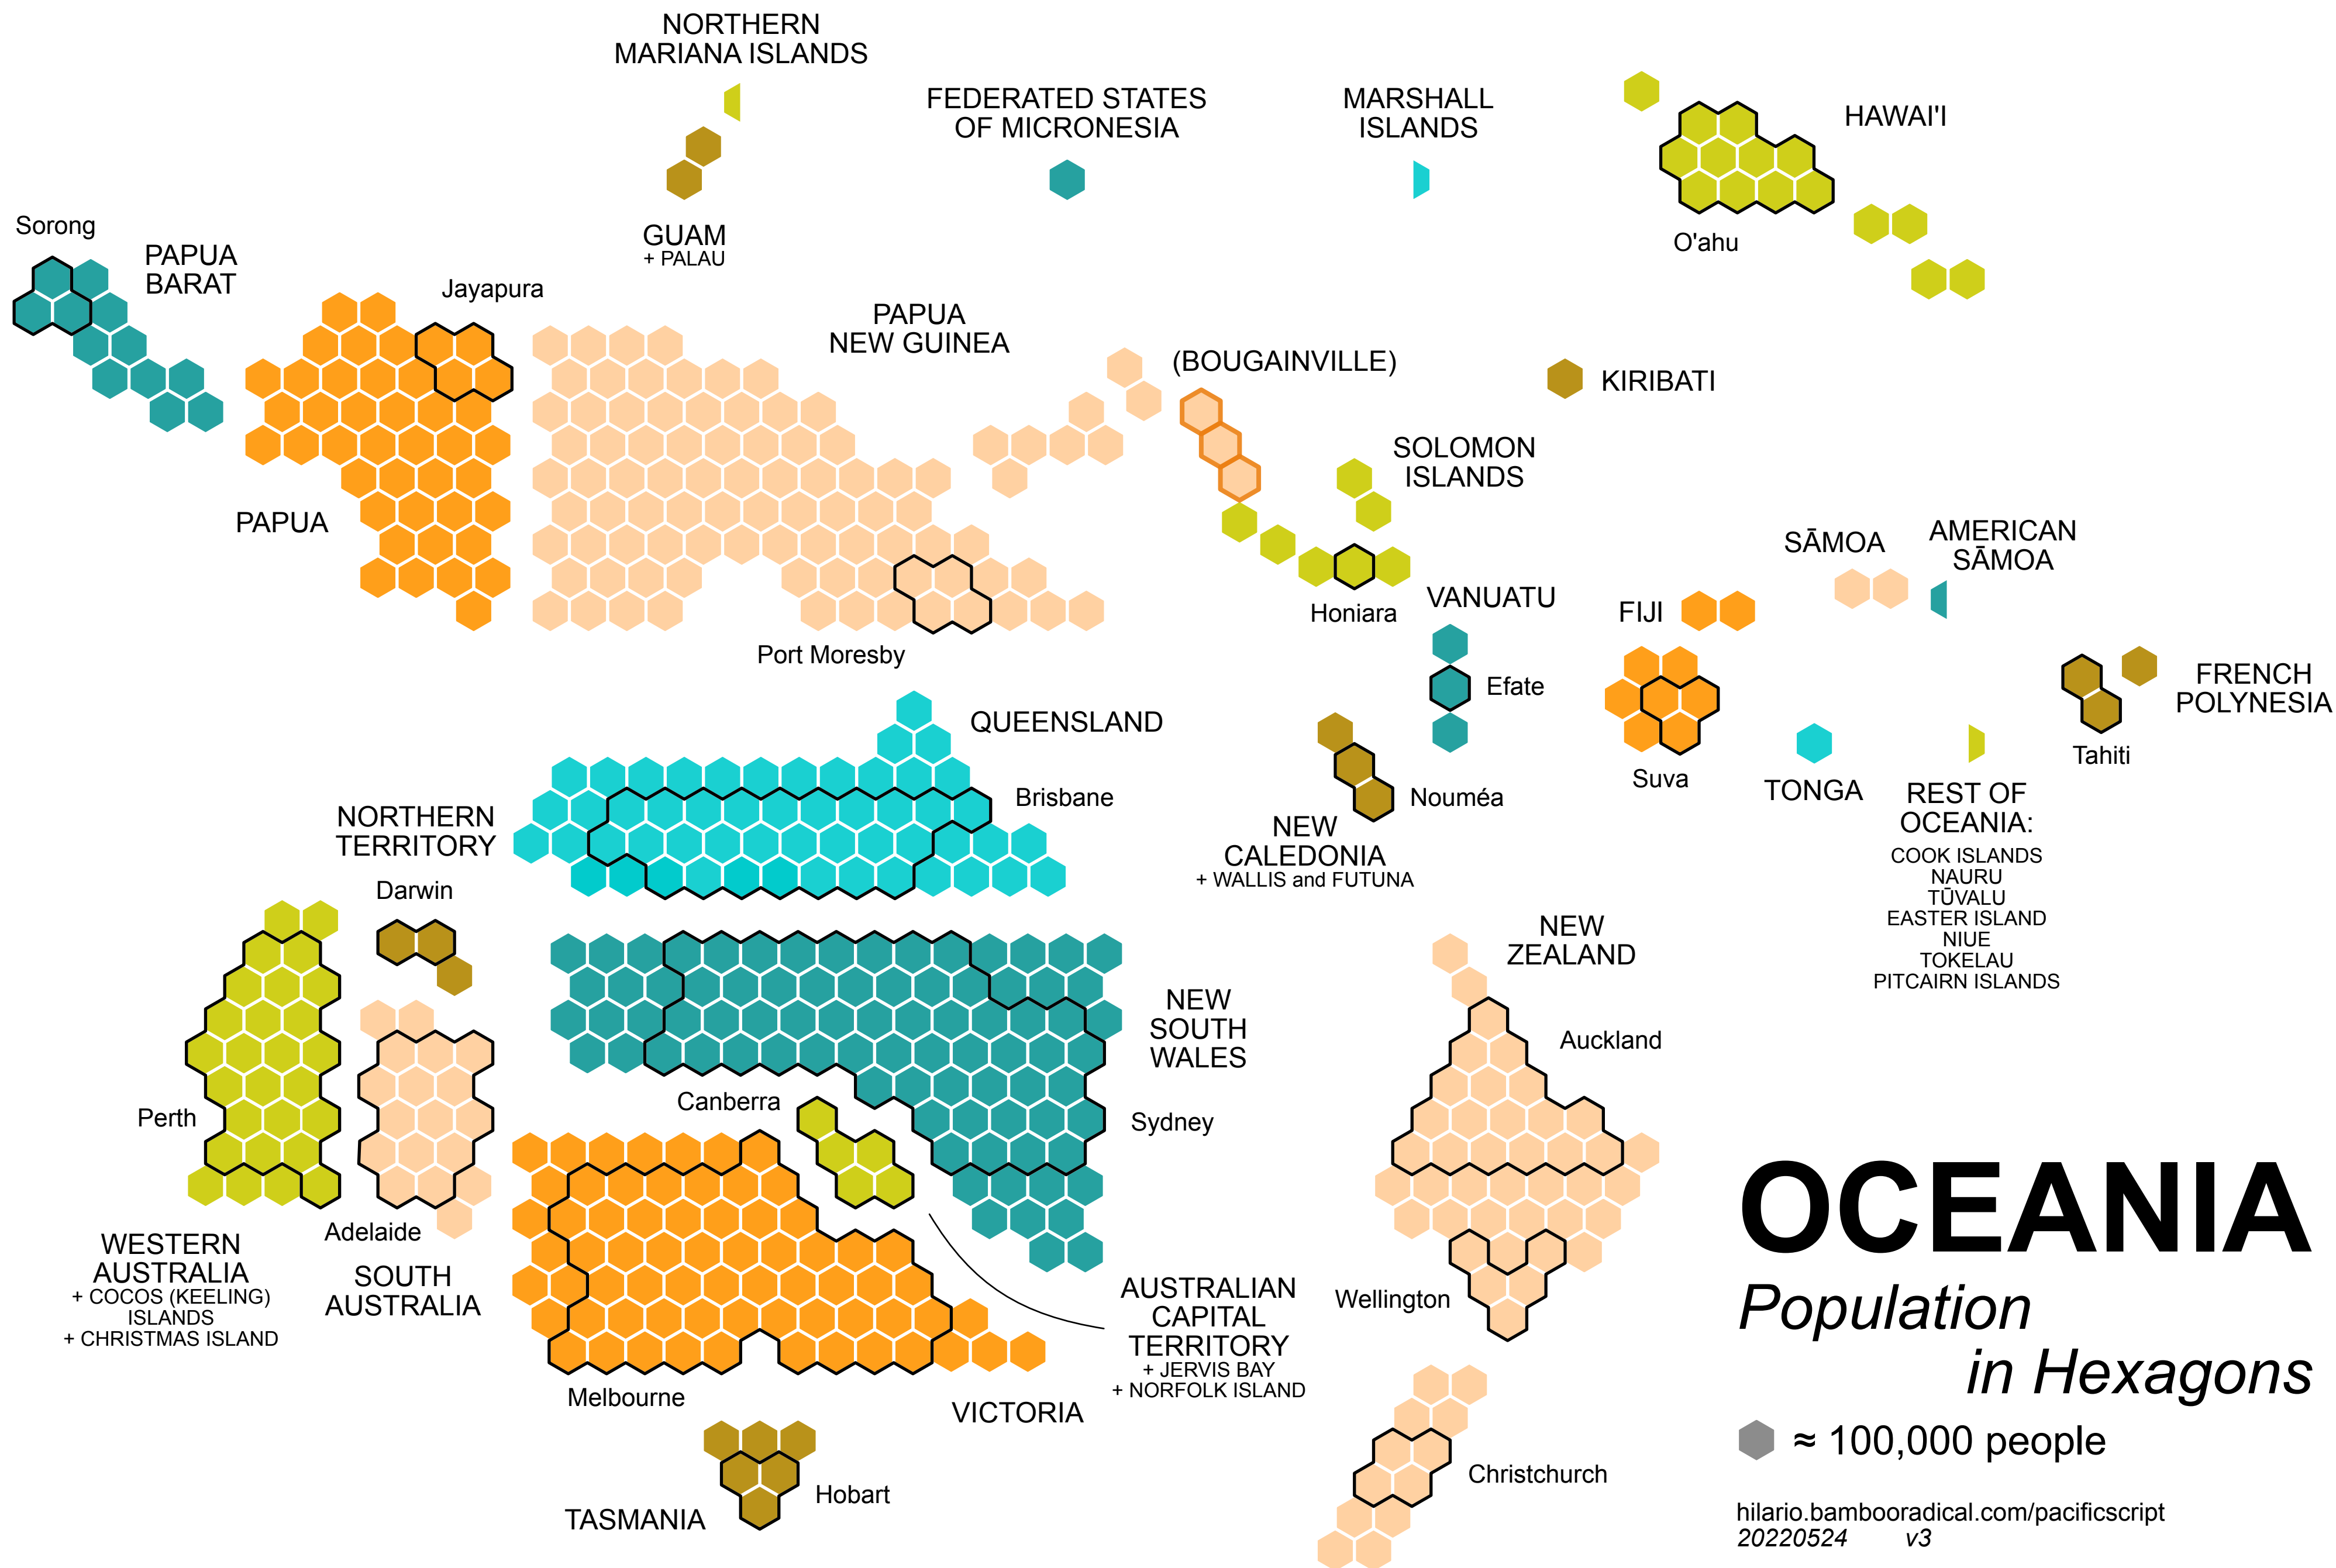 NORTHERN
MARIANA ISLANDS
FEDERATED STATES
OF MICRONESIA
MARSHALL
ISLANDS
HAWAI'I
O'ahu
GUAM
+ PALAU
Sorong
PAPUA
BARAT
Jayapura
PAPUA
NEW GUINEA
(BOUGAINVILLE)
KIRIBATI
SOLOMON
ISLANDS
PAPUA
SĀMOA
AMERICAN
SĀMOA
Honiara
VANUATU
FIJI
Port Moresby
Efate
FRENCH
POLYNESIA
QUEENSLAND
Tahiti
Suva
TONGA
Brisbane
Nouméa
REST OF
OCEANIA:
COOK ISLANDS
NAURU
TŪVALU
EASTER ISLAND
NIUE
TOKELAU
PITCAIRN ISLANDS
NORTHERN
TERRITORY
NEW
CALEDONIA
+ WALLIS and FUTUNA
Darwin
NEW
ZEALAND
NEW
SOUTH
WALES
Auckland
Canberra
Perth
Sydney
Adelaide
WESTERN
AUSTRALIA
+ COCOS (KEELING)
ISLANDS
+ CHRISTMAS ISLAND
SOUTH
AUSTRALIA
AUSTRALIAN
CAPITAL
TERRITORY
+ JERVIS BAY
+ NORFOLK ISLAND
Wellington
Melbourne
VICTORIA
Christchurch
Hobart
TASMANIA
OCEANIA
Population
in Hexagons
≈ 100,000 people
hilario.bambooradical.com/pacificscript
20220524 v3